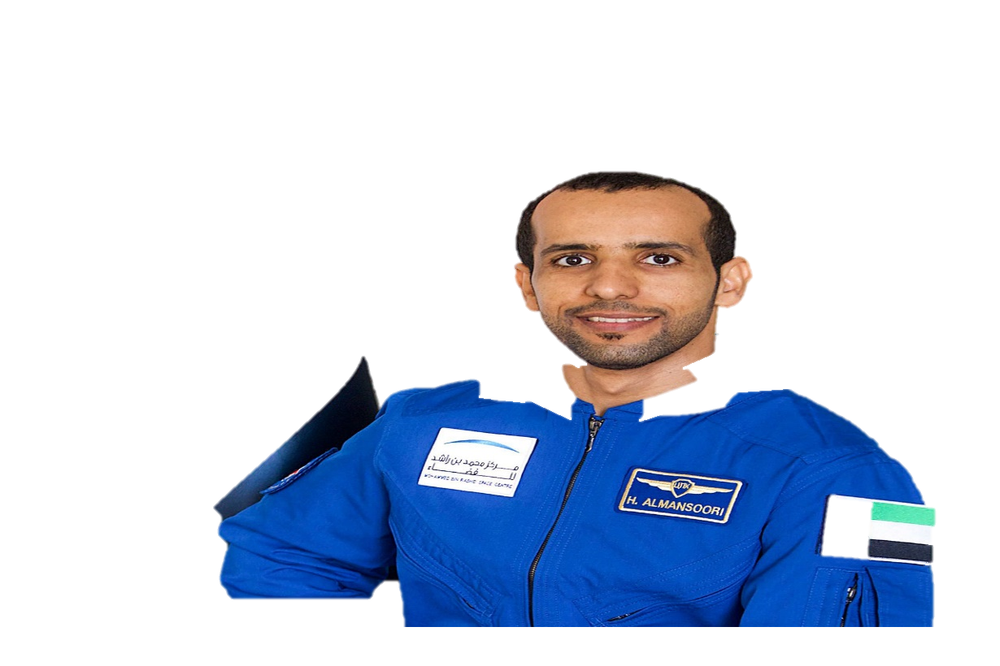 مركز محمد بن راشد
للفضاء
MOHAMMED BIN RASHID SPACE CENTRE
H. ALMANSOORI